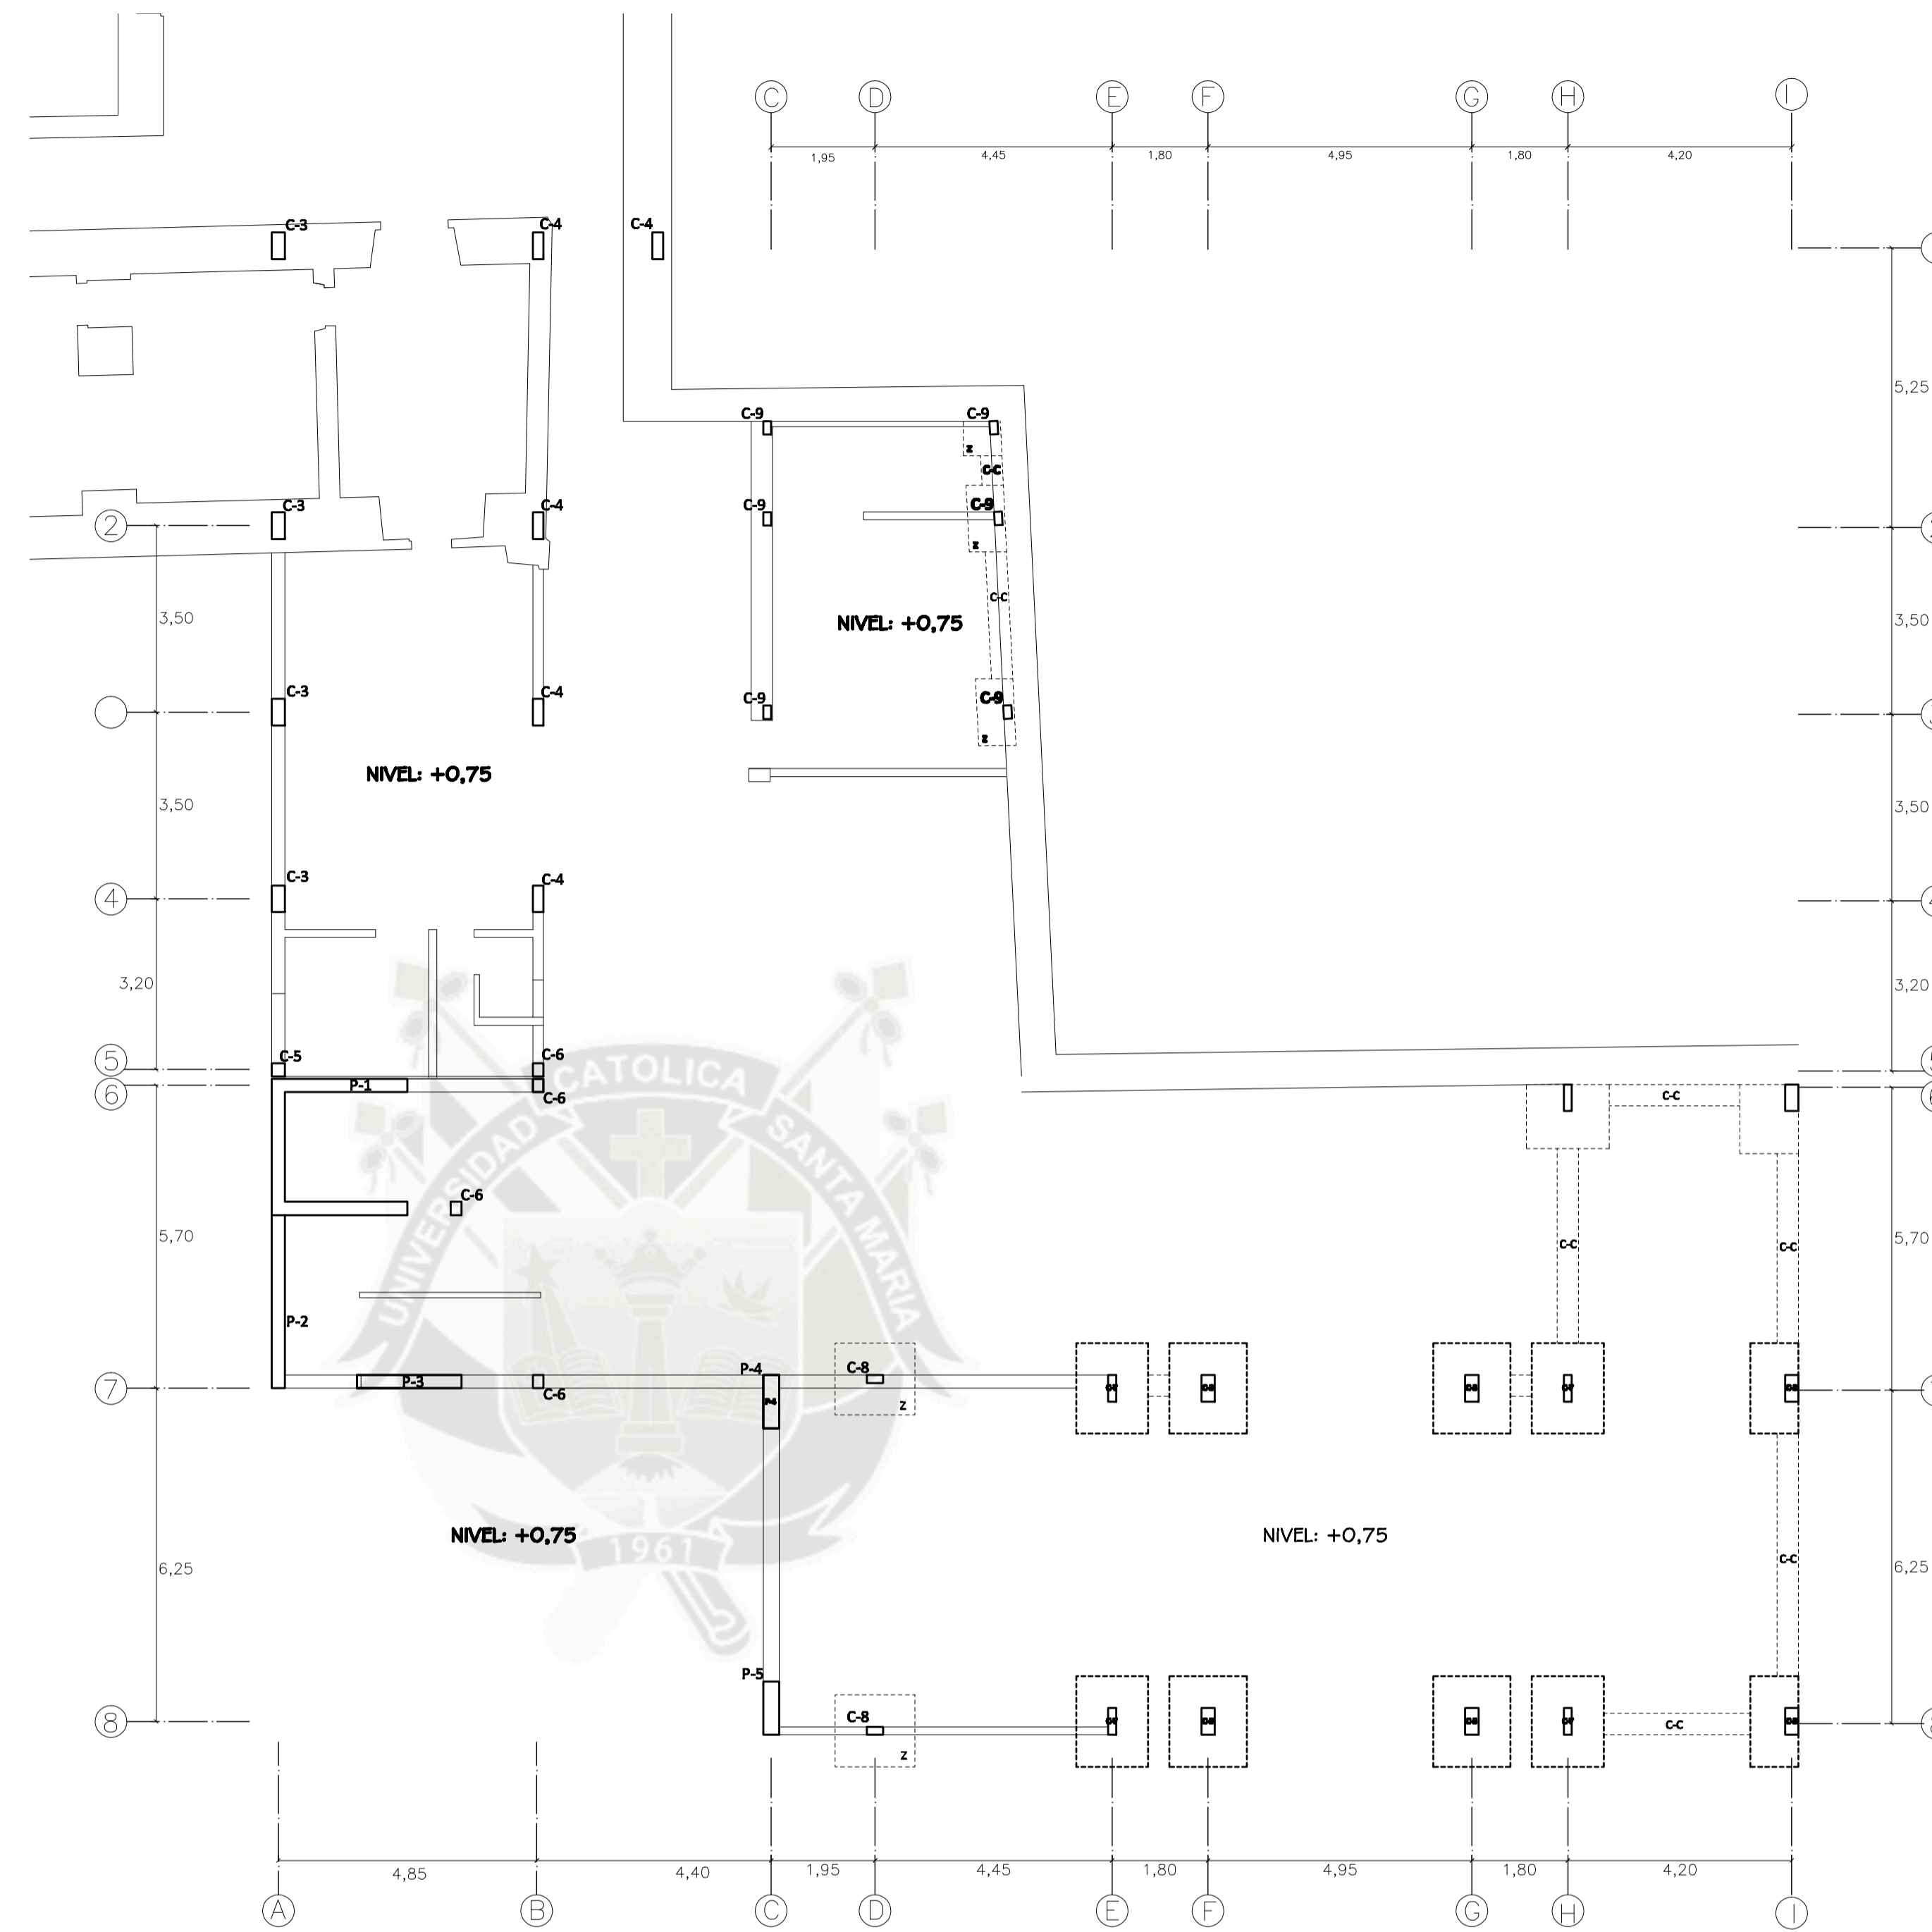 C D E F G H I
1,95 4,45 1,80 4,95 1,80 4,20
C-3 C-4 C-4
5,25
C-9 C-9
z
C-C
C-3 C-4 C-9 C-9
2
z
3,50 C-C 3,50
NIVEL: +0,75
C-3 C-4 C-9 C-9
z
NIVEL: +0,75
3,50 3,50
C-3 C-4
4
3,20 3,20
5 C-5 C-6
6 P-1 C-6 C-C
UNIVERSIDAD CATOLICA SANTA MARIA
C-6
5,70 C-C C-C 5,70
P-2
7 P-3 C-6 P-4 P-4 C-8
z
NIVEL: +0,75 NIVEL: +0,75
1961
6,25 C-C 6,25
P-5
8 C-8 C-C
z
4,85 4,40 1,95 4,45 1,80 4,95 1,80 4,20
A B C D E F G H I